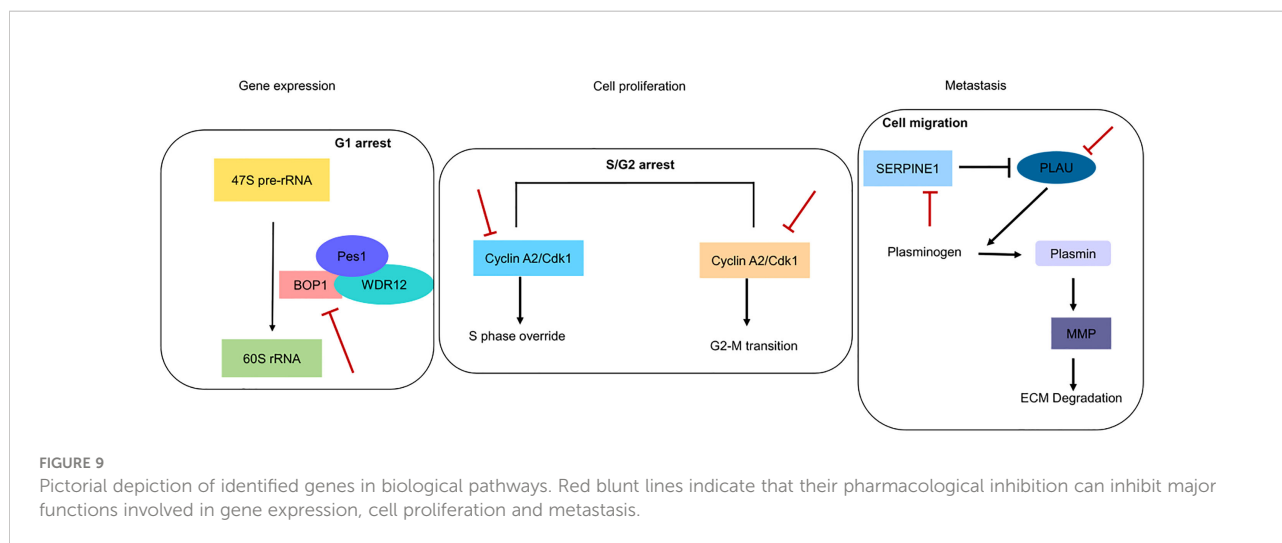 Gene expression
Cell proliferation
Metastasis
G1 arrest
47S pre-rRNA
Pes1
BOP1
WDR12
60S rRNA
S/G2 arrest
Cyclin A2/Cdk1
Cyclin A2/Cdk1
S phase override
G2-M transition
Cell migration
SERPINE1
PLAU
Plasminogen
Plasmin
MMP
ECM Degradation
FIGURE 9
Pictorial depiction of identified genes in biological pathways. Red blunt lines indicate that their pharmacological inhibition can inhibit major
functions involved in gene expression, cell proliferation and metastasis.